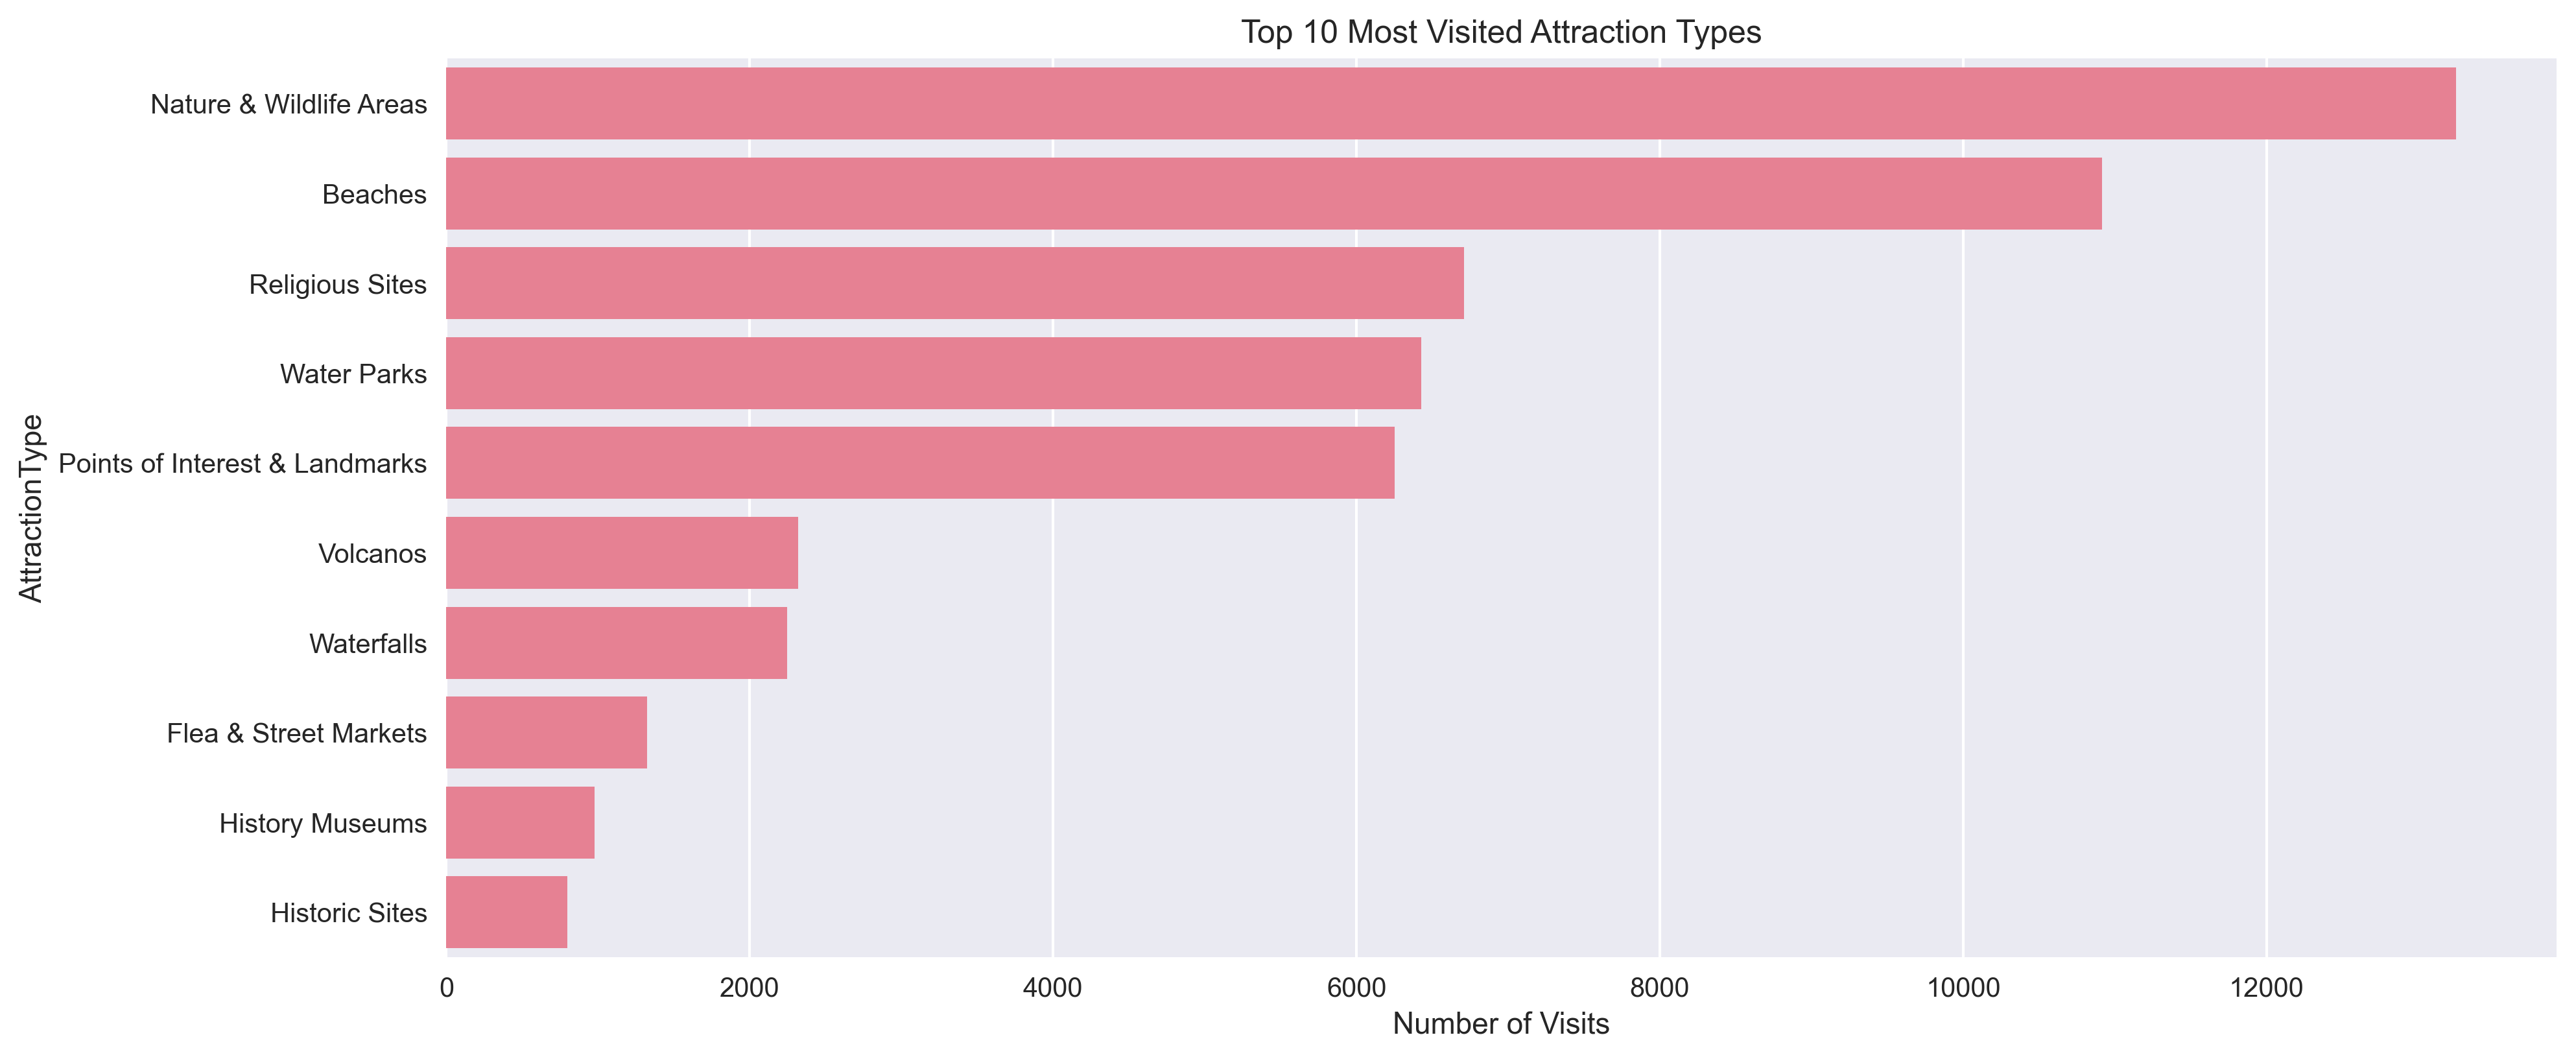 Top 10 Most Visited Attraction Types
AttractionType
Nature & Wildlife Areas
Beaches
Religious Sites
Water Parks
Points of Interest & Landmarks
Volcanos
Waterfalls
Flea & Street Markets
History Museums
Historic Sites
0 2000 4000 6000 8000 10000 12000
Number of Visits